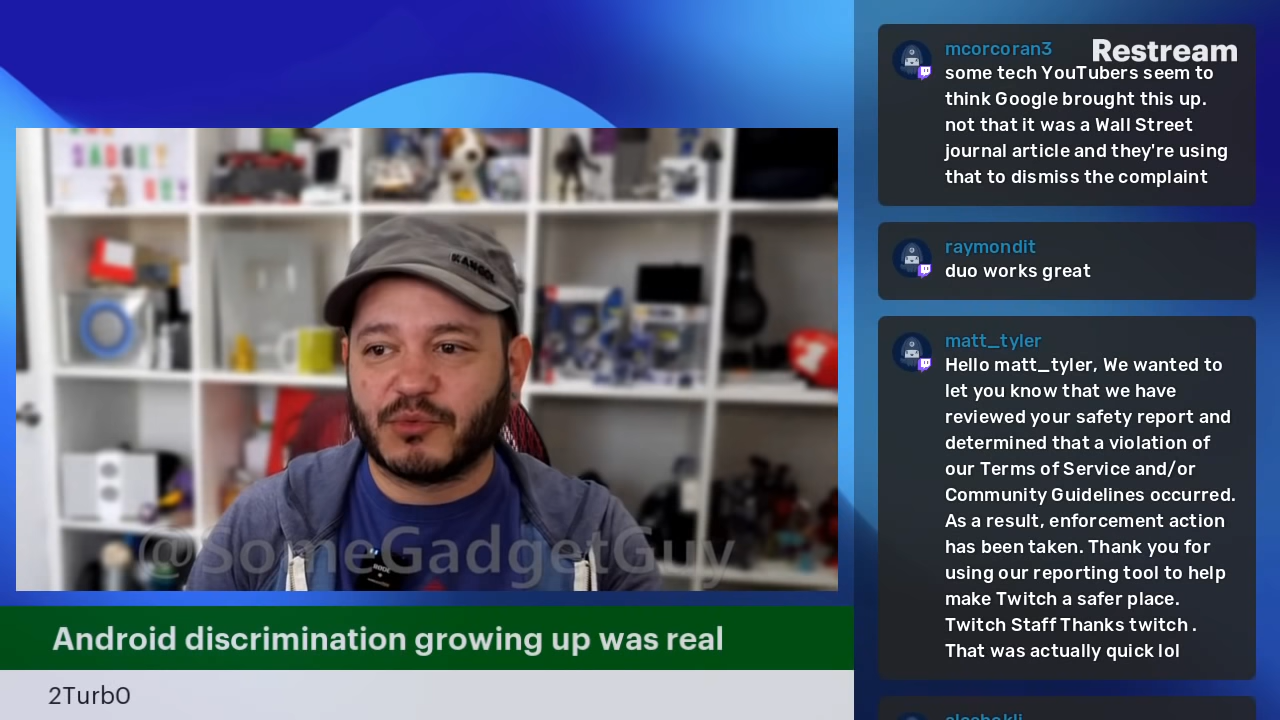 GADGET
GUY
KANGOL
RODE
@SomeGadgetGuy
Android discrimination growing up was real
2Turb0
Restream
mcorcoran3
some tech YouTubers seem to
think Google brought this up.
not that it was a Wall Street
journal article and they're using
that to dismiss the complaint
raymondit
duo works great
matt_tyler
Hello matt_tyler, We wanted to
let you know that we have
reviewed your safety report and
determined that a violation of
our Terms of Service and/or
Community Guidelines occurred.
As a result, enforcement action
has been taken. Thank you for
using our reporting tool to help
make Twitch a safer place.
Twitch Staff Thanks twitch .
That was actually quick lol